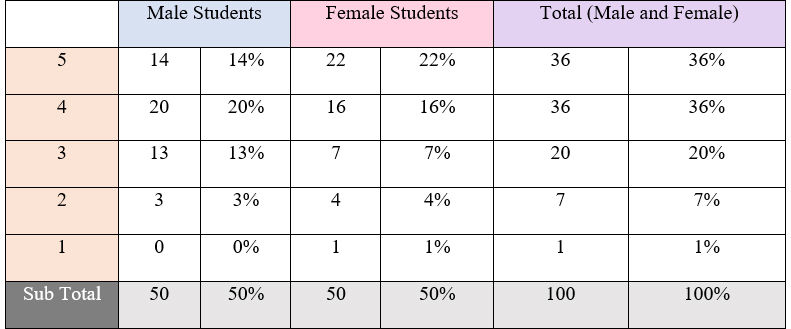 Male Students Female Students Total (Male and Female)
5 14 14% 22 22% 36 36%
4 20 20% 16 16% 36 36%
3 13 13% 7 7% 20 20%
2 3 3% 4 4% 7 7%
1 0 0% 1 1% 1 1%
Sub Total 50 50% 50 50% 100 100%